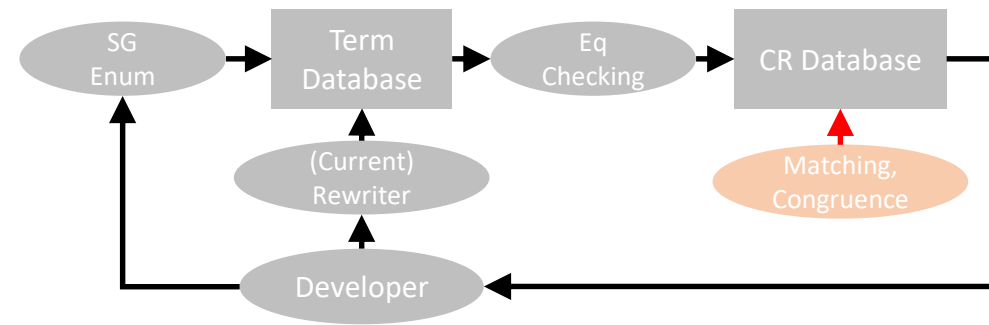 SG
Enum
Term
Database
Eq
Checking
CR Database
(Current)
Rewriter
Matching,
Congruence
Developer